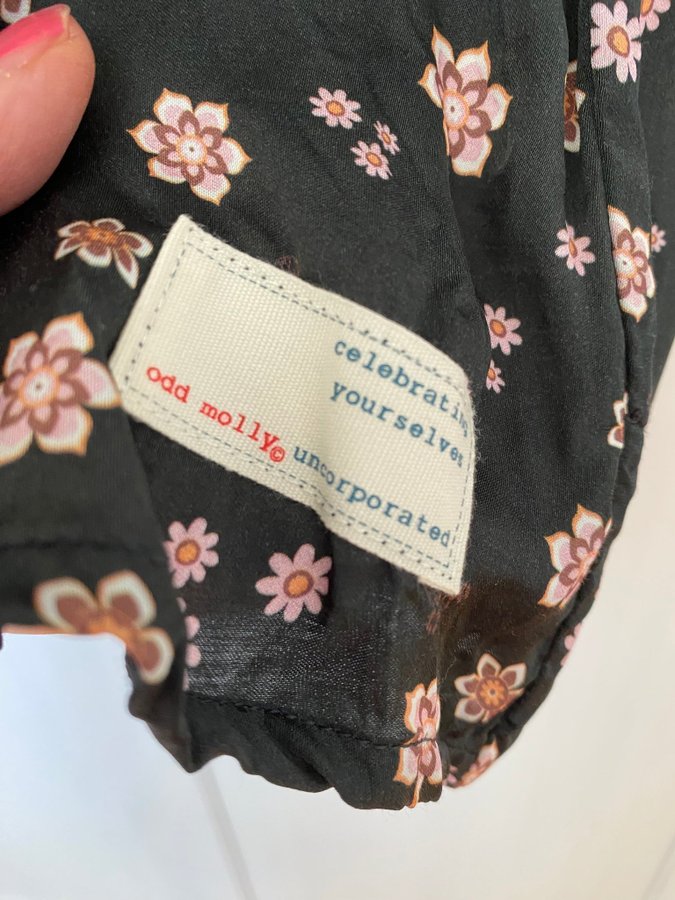 celebrating
yourselves
odd molly© uncorporated